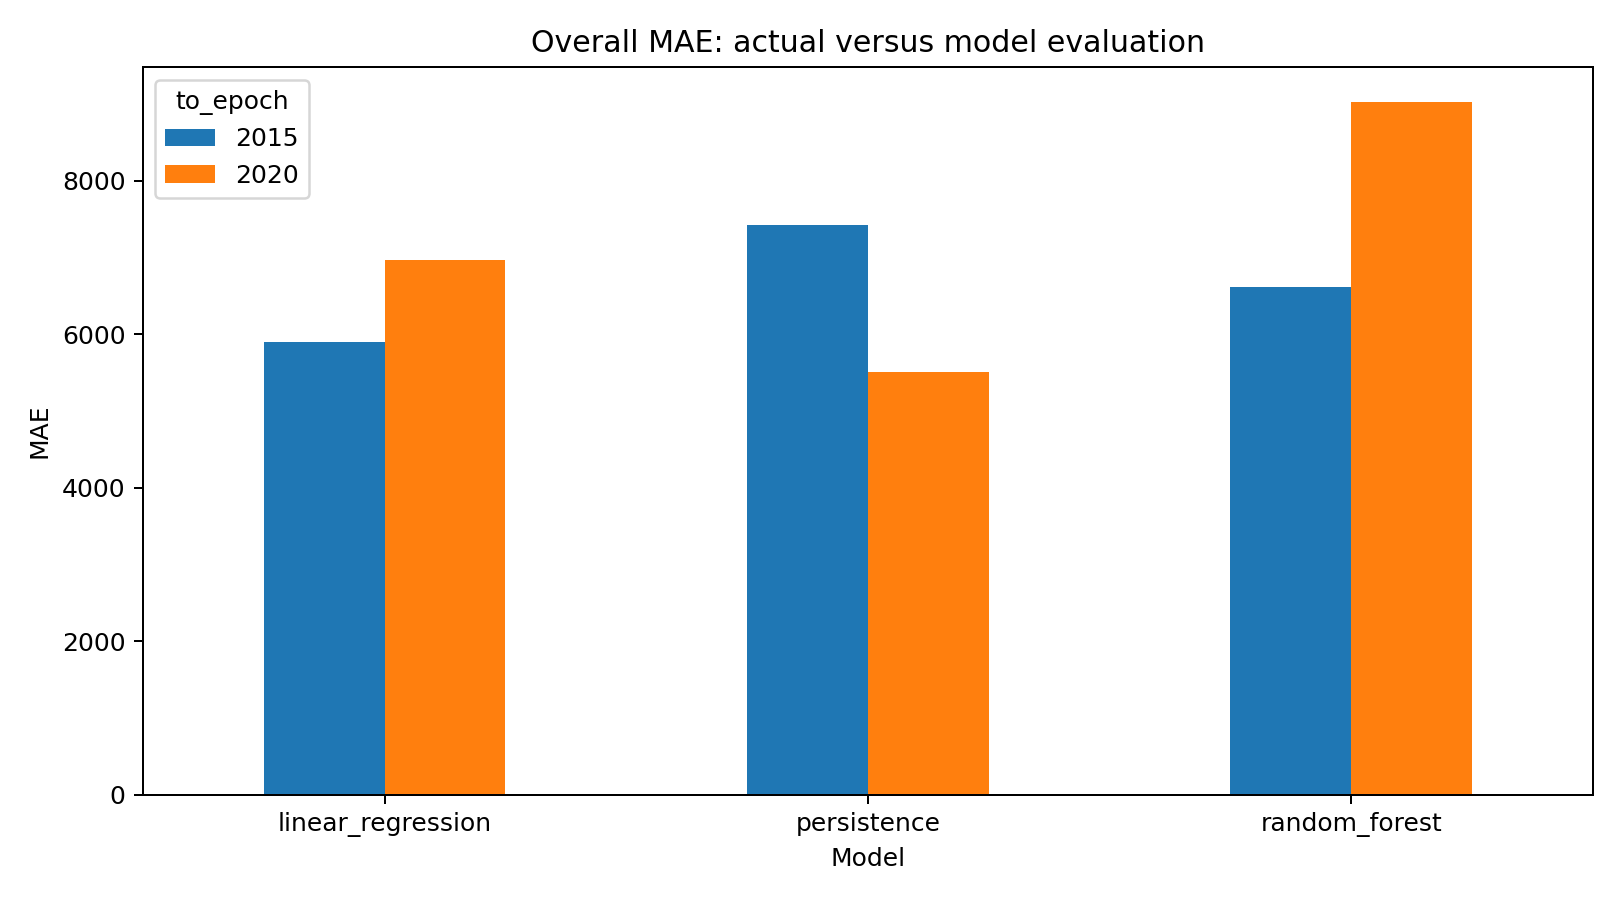 Overall MAE: actual versus model evaluation
to_epoch
2015
2020
8000
6000
4000
2000
0
MAE
linear_regression
persistence
random_forest
Model